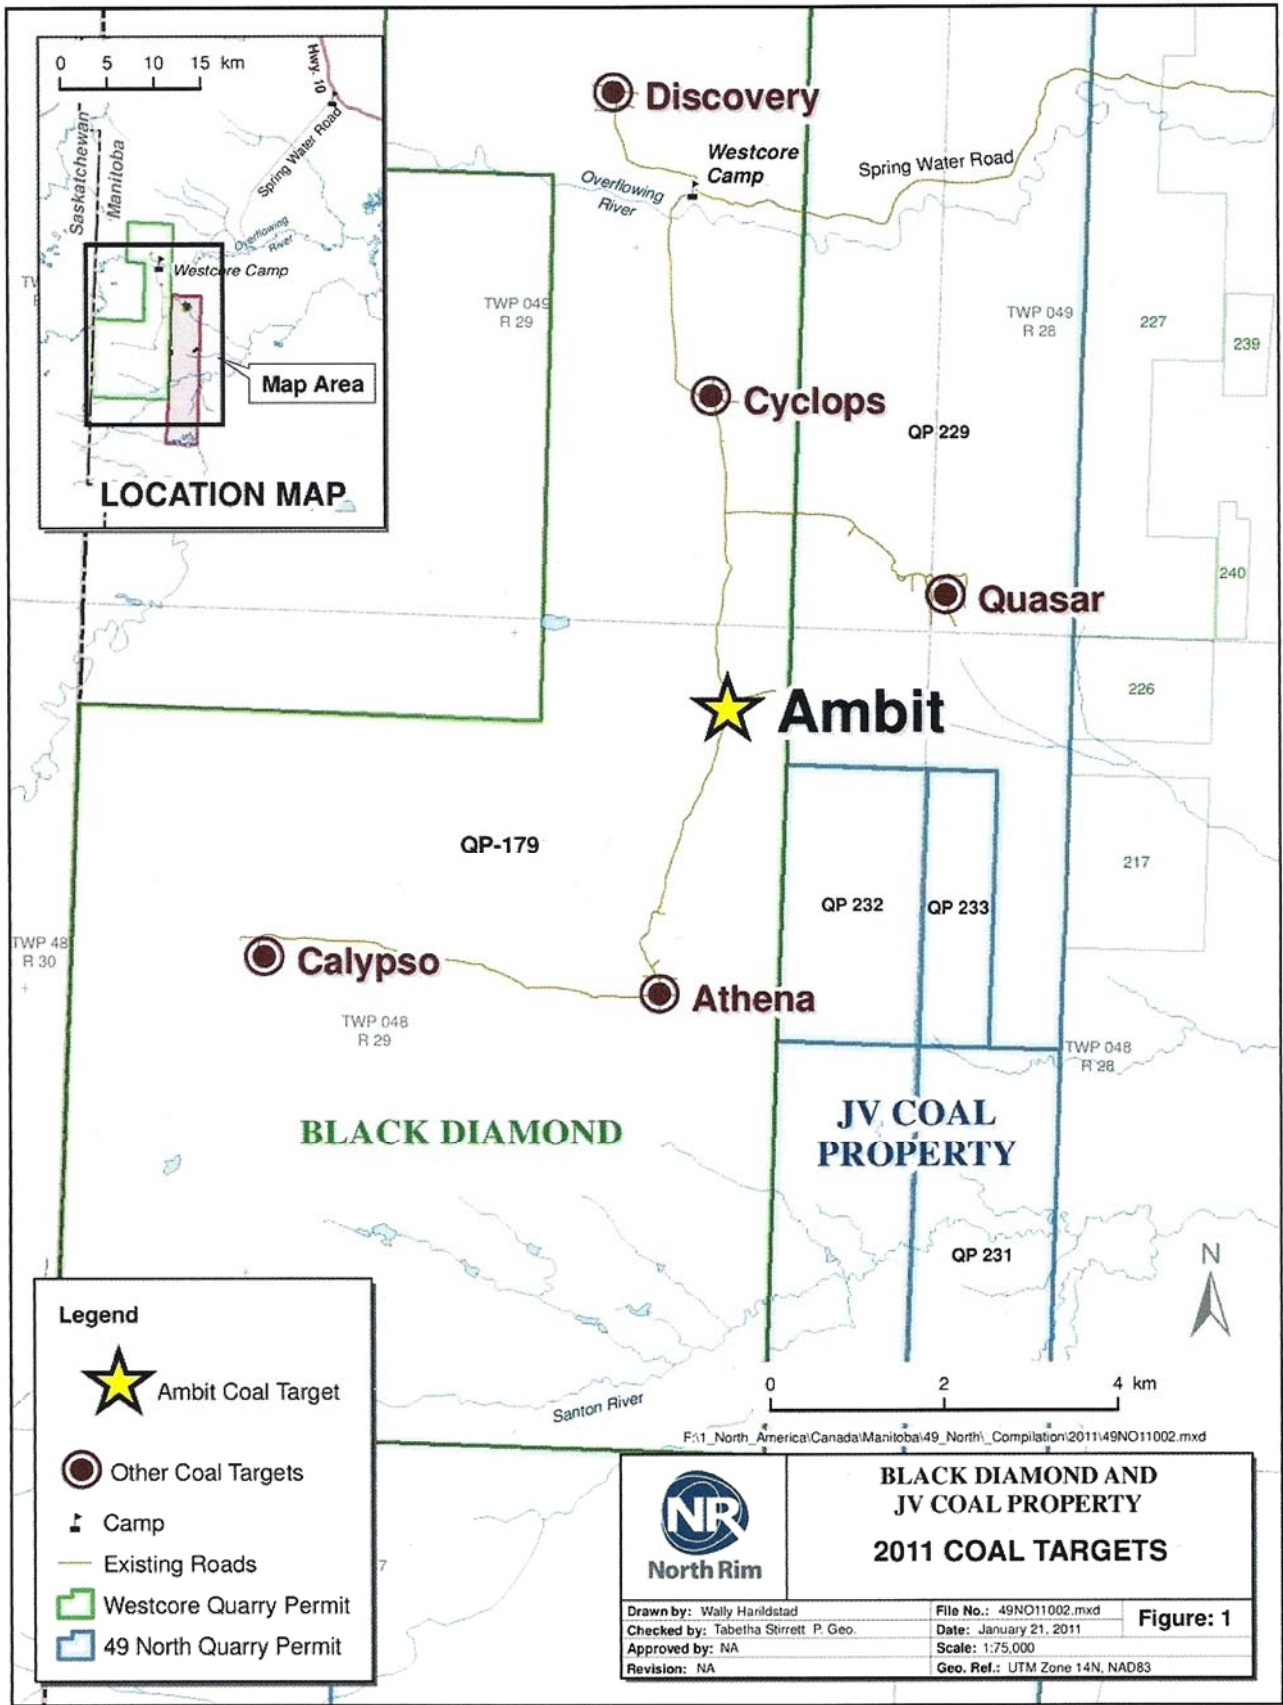 0 5 10 15 km
Hwy. 10
Spring Water Road
Saskatchewan
Manitoba
Overflowing
River
Westcore Camp
Map Area
LOCATION MAP
Discovery
Westcore
Camp
Spring Water Road
Overflowing
River
TWP 049
R 29
TWP 049
R 28
227
239
Cyclops
QP 229
240
Quasar
226
Ambit
QP-179
217
QP 232
QP 233
TWP 48
R 30
Calypso
Athena
TWP 048
R 29
TWP 048
R 28
BLACK DIAMOND
JV COAL
PROPERTY
QP 231
N
Santon River
0 2 4 km
F:\1_North_America\Canada\Manitoba\49_North\_Compilation\2011\49NO11002.mxd
Legend
Ambit Coal Target
Other Coal Targets
Camp
Existing Roads
Westcore Quarry Permit
49 North Quarry Permit
7
NR
North Rim
BLACK DIAMOND AND
JV COAL PROPERTY
2011 COAL TARGETS
Drawn by: Wally Harildstad
Checked by: Tabetha Stirrett P. Geo.
Approved by: NA
Revision: NA
File No.: 49NO11002.mxd
Date: January 21, 2011
Scale: 1:75,000
Geo. Ref.: UTM Zone 14N, NAD83
Figure: 1